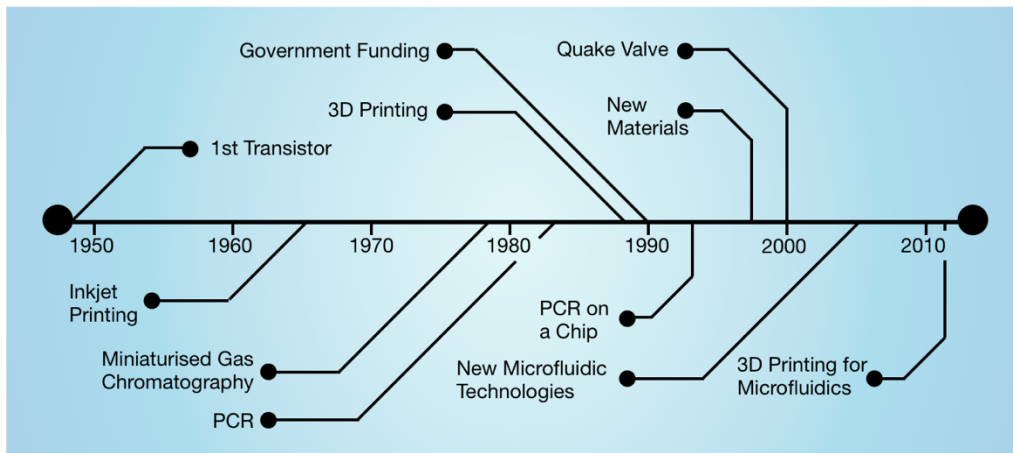 Government Funding
Quake Valve
3D Printing
New
Materials
1st Transistor
1950 1960 1970 1980 1990 2000 2010
Inkjet
Printing
PCR on
a Chip
Miniaturised Gas
Chromatography
New Microfluidic
Technologies
3D Printing for
Microfluidics
PCR